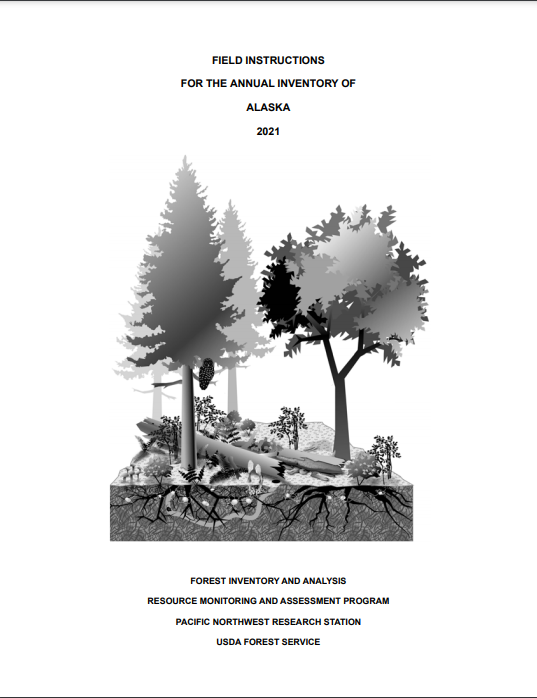 FIELD INSTRUCTIONS
FOR THE ANNUAL INVENTORY OF
ALASKA
2021
FOREST INVENTORY AND ANALYSIS
RESOURCE MONITORING AND ASSESSMENT PROGRAM
PACIFIC NORTHWEST RESEARCH STATION
USDA FOREST SERVICE